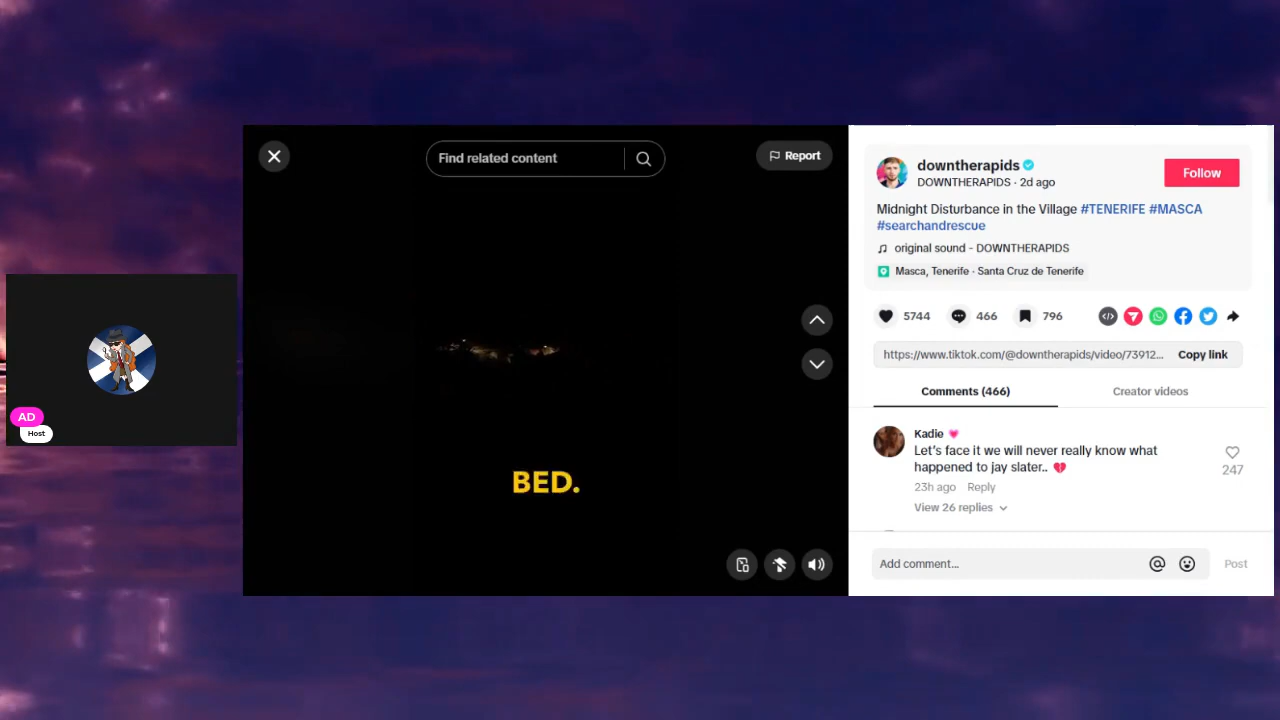 AD
Host
Find related content
Report
BED.
downtherapids
DOWNTHERAPIDS · 2d ago
Follow
Midnight Disturbance in the Village #TENERIFE #MASCA
#searchandrescue
original sound - DOWNTHERAPIDS
Masca, Tenerife · Santa Cruz de Tenerife
5744
466
796
https://www.tiktok.com/@downtherapids/video/73912...
Copy link
Comments (466)
Creator videos
Kadie
Let's face it we will never really know what
happened to jay slater.. 💔
247
23h ago
Reply
View 26 replies
Add comment...
Post